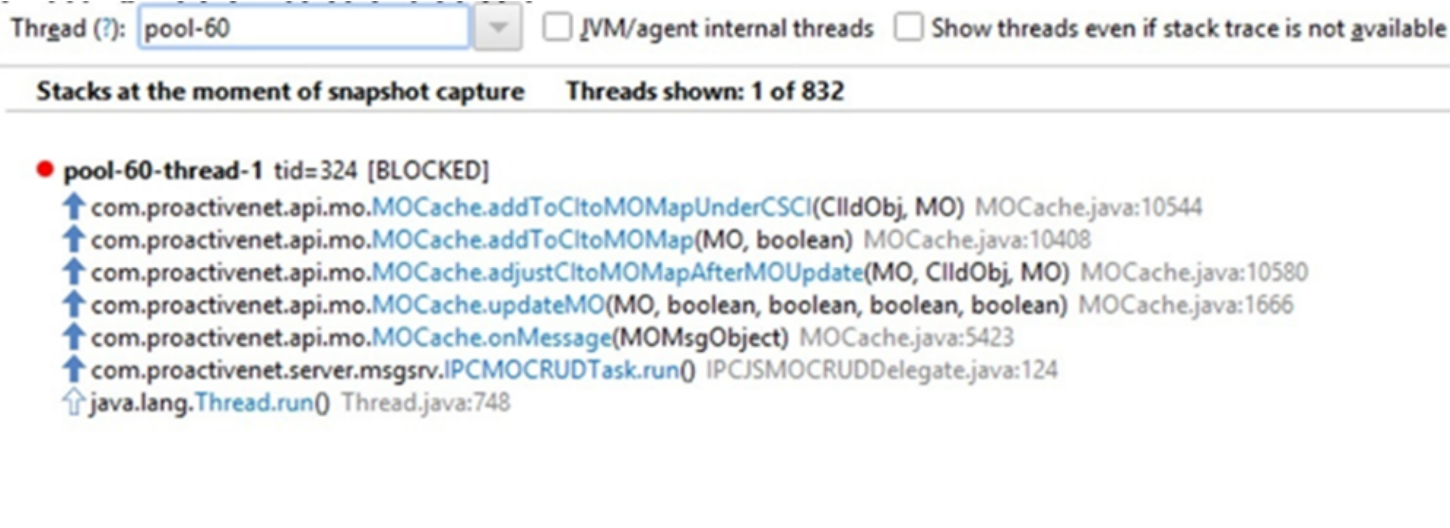 Thread (?): pool-60 JVM/agent internal threads Show threads even if stack trace is not available
Stacks at the moment of snapshot capture Threads shown: 1 of 832
pool-60-thread-1 tid=324 [BLOCKED]
com.proactivenet.api.mo.MOCache.addToCItoMOMapUnderCSCI(CIIdObj, MO) MOCache.java:10544
com.proactivenet.api.mo.MOCache.addToCItoMOMap(MO, boolean) MOCache.java:10408
com.proactivenet.api.mo.MOCache.adjustCItoMOMapAfterMOUpdate(MO, CIIdObj, MO) MOCache.java:10580
com.proactivenet.api.mo.MOCache.updateMO(MO, boolean, boolean, boolean, boolean) MOCache.java:1666
com.proactivenet.api.mo.MOCache.onMessage(MOMsgObject) MOCache.java:5423
com.proactivenet.server.msgsrv.IPCMOCRUDTask.run() IPCJSMOCRUDDelegate.java:124
java.lang.Thread.run() Thread.java:748